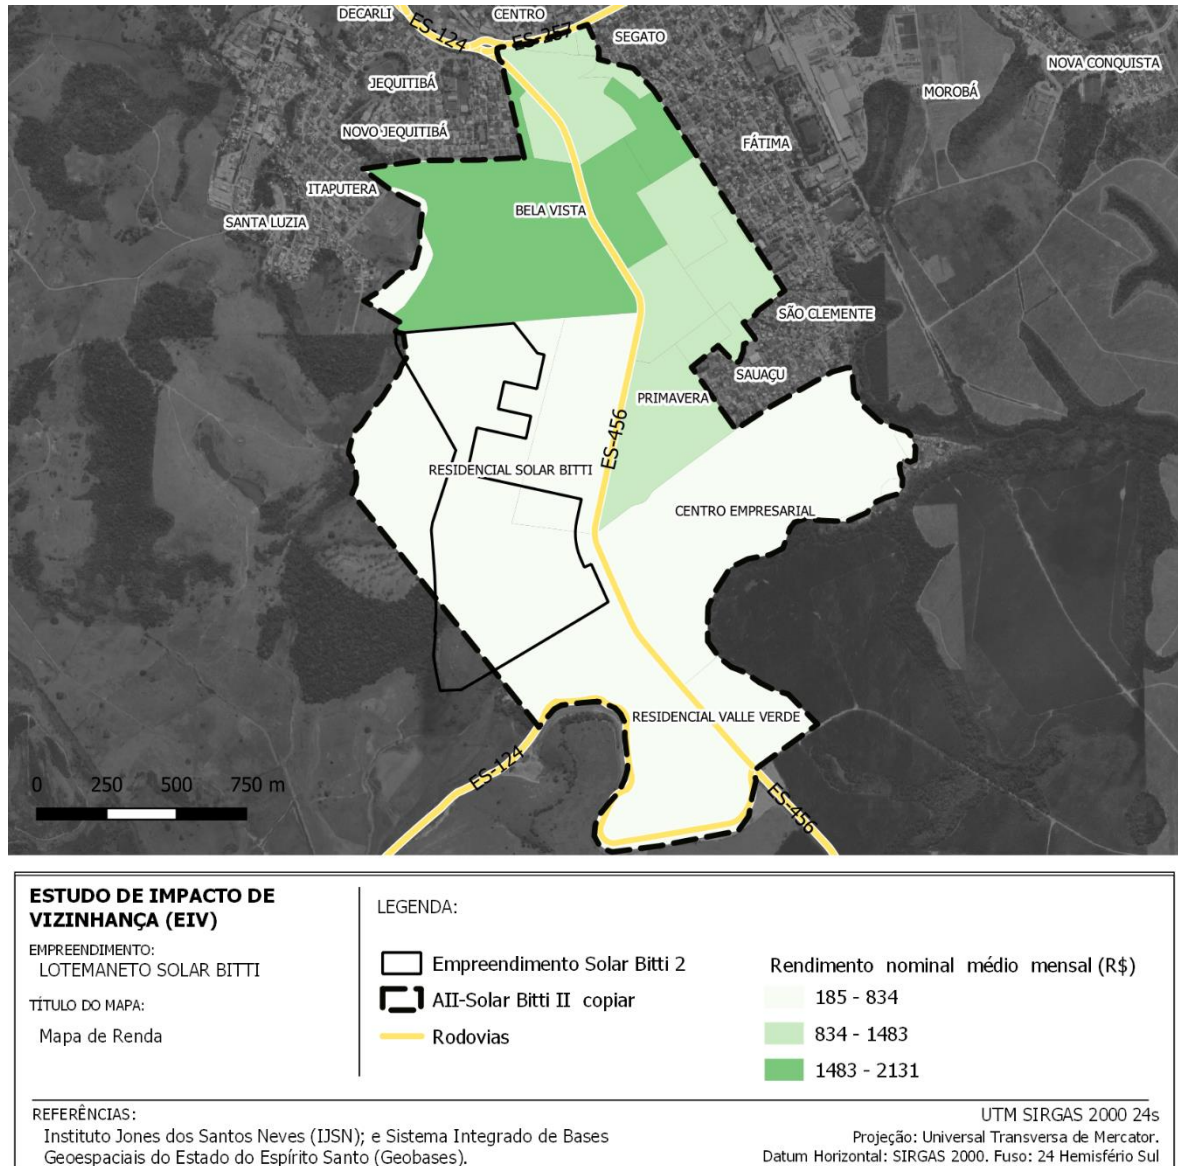 DECARLI
CENTRO
ES-124
ES-257
SEGATO
NOVA CONQUISTA
JEQUITIBÁ
MOROBÁ
NOVO JEQUITIBÁ
FÁTIMA
ITAPUTERA
BELA VISTA
SANTA LUZIA
SÃO CLEMENTE
SAUAÇU
PRIMAVERA
ES-456
RESIDENCIAL SOLAR BITTI
CENTRO EMPRESARIAL
RESIDENCIAL VALLE VERDE
ES-124
ES-456
0 250 500 750 m
ESTUDO DE IMPACTO DE
VIZINHANÇA (EIV)
EMPREENDIMENTO:
LOTEMANETO SOLAR BITTI
TÍTULO DO MAPA:
Mapa de Renda
LEGENDA:
Empreendimento Solar Bitti 2
AII-Solar Bitti II copiar
Rodovias
Rendimento nominal médio mensal (R$)
185 - 834
834 - 1483
1483 - 2131
REFERÊNCIAS:
Instituto Jones dos Santos Neves (IJSN); e Sistema Integrado de Bases
Geoespaciais do Estado do Espírito Santo (Geobases).
UTM SIRGAS 2000 24s
Projeção: Universal Transversa de Mercator.
Datum Horizontal: SIRGAS 2000. Fuso: 24 Hemisfério Sul